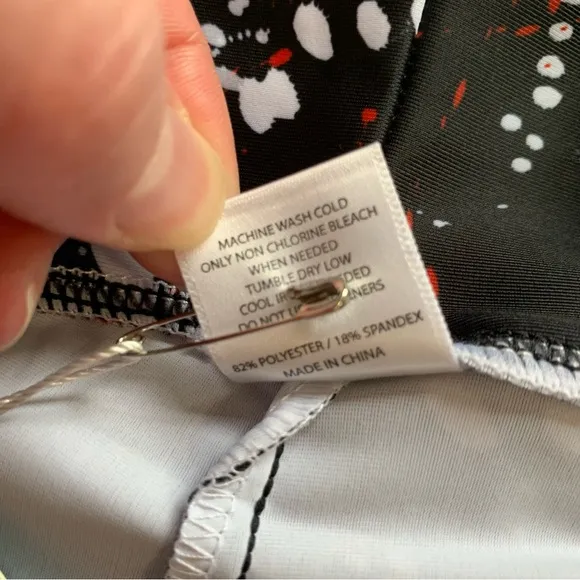 MACHINE WASH COLD
ONLY NON CHLORINE BLEACH
WHEN NEEDED
TUMBLE DRY LOW
COOL
DO NOT
82% POLYESTER / 18% SPANDEX
MADE IN CHINA